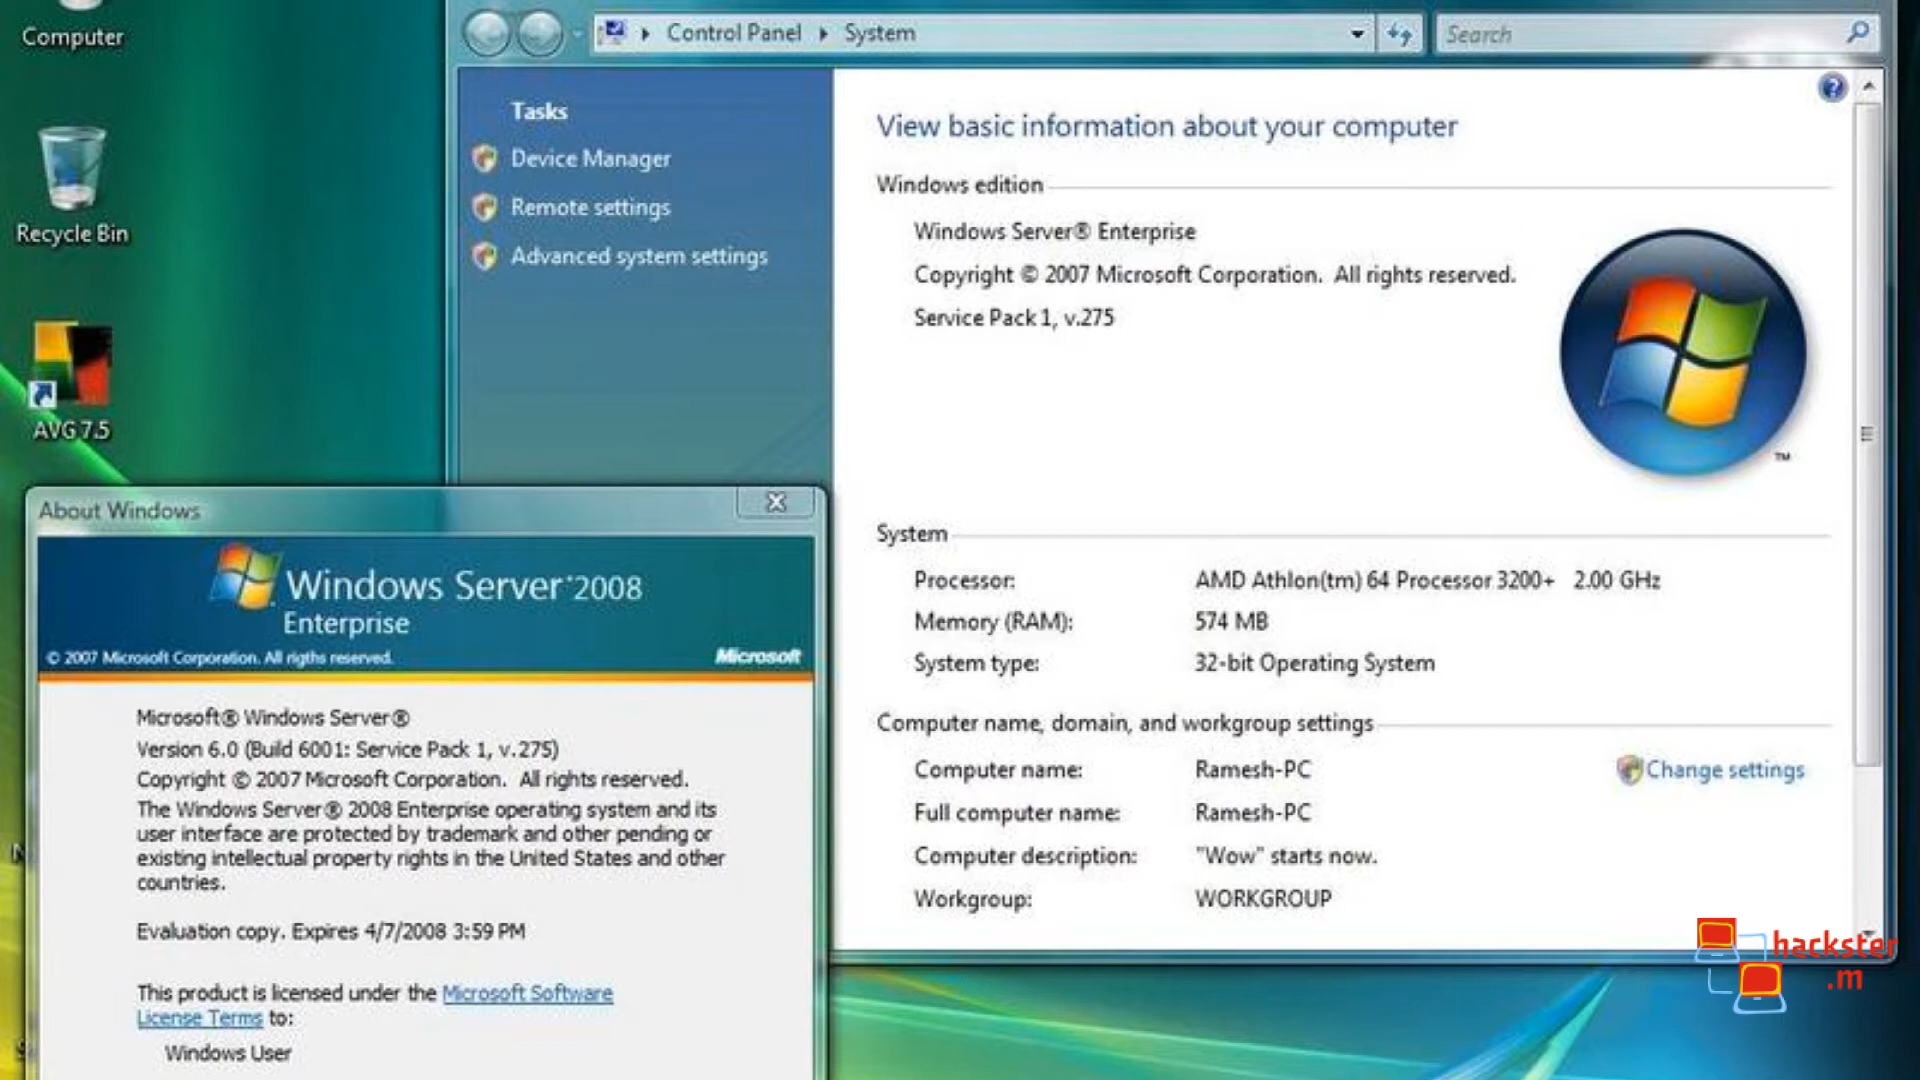 Computer
Recycle Bin
AVG 7.5
Control Panel
System
Search
Tasks
Device Manager
Remote settings
Advanced system settings
View basic information about your computer
Windows edition
Windows Server® Enterprise
Copyright © 2007 Microsoft Corporation. All rights reserved.
Service Pack 1, v.275
TM
System
Processor: AMD Athlon(tm) 64 Processor 3200+ 2.00 GHz
Memory (RAM): 574 MB
System type: 32-bit Operating System
Computer name, domain, and workgroup settings
Computer name: Ramesh-PC
Change settings
Full computer name: Ramesh-PC
Computer description: "Wow" starts now.
Workgroup: WORKGROUP
About Windows
Windows Server 2008
Enterprise
© 2007 Microsoft Corporation. All rigths reserved.
Microsoft
Microsoft® Windows Server®
Version 6.0 (Build 6001: Service Pack 1, v.275)
Copyright © 2007 Microsoft Corporation. All rights reserved.
The Windows Server® 2008 Enterprise operating system and its
user interface are protected by trademark and other pending or
existing intellectual property rights in the United States and other
countries.
Evaluation copy. Expires 4/7/2008 3:59 PM
This product is licensed under the Microsoft Software
License Terms to:
Windows User
hackster
.m